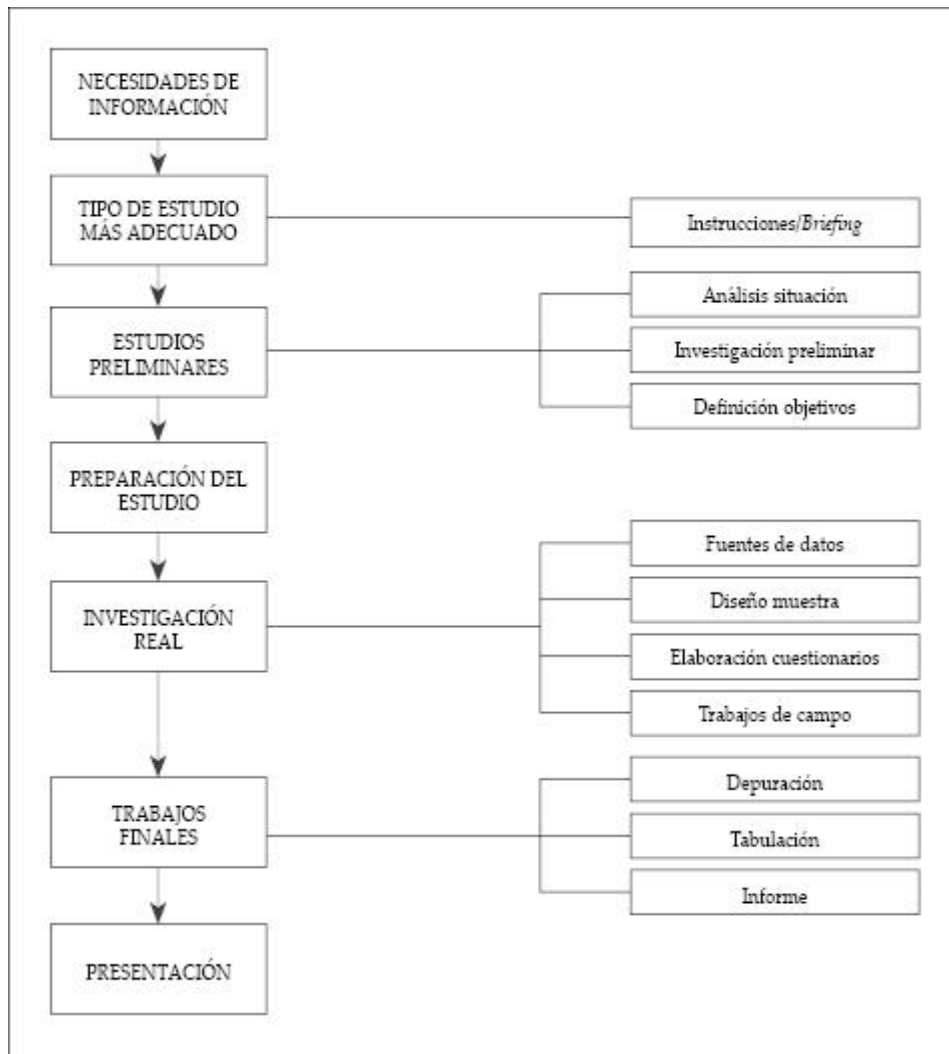 NECESIDADES DE
INFORMACIÓN
TIPO DE ESTUDIO
MÁS ADECUADO
Instrucciones/Briefing
ESTUDIOS
PRELIMINARES
Análisis situación
Investigación preliminar
Definición objetivos
PREPARACIÓN DEL
ESTUDIO
INVESTIGACIÓN
REAL
Fuentes de datos
Diseño muestra
Elaboración cuestionarios
Trabajos de campo
TRABAJOS
FINALES
Depuración
Tabulación
Informe
PRESENTACIÓN